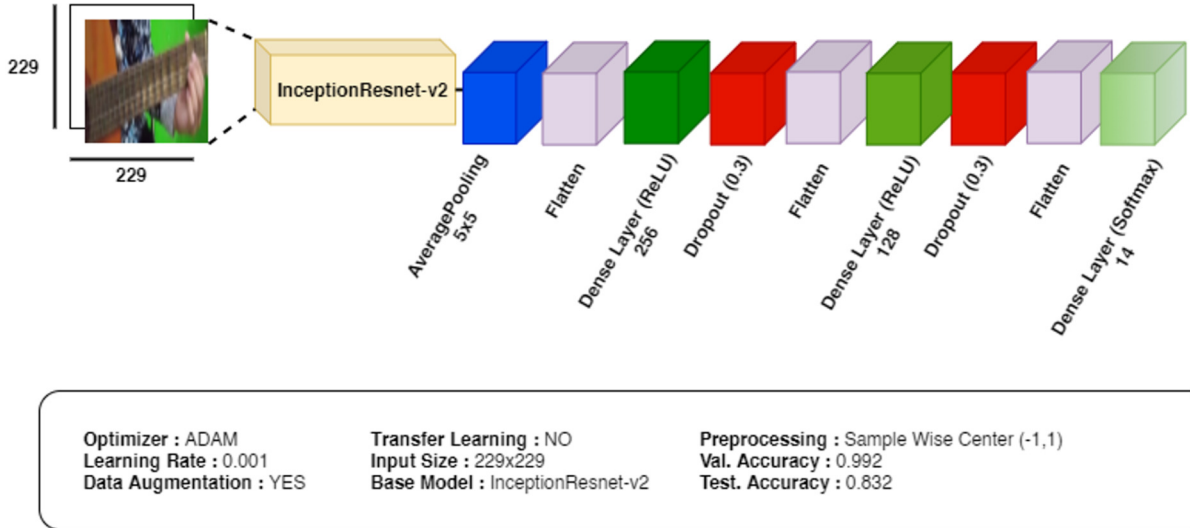 229
229
InceptionResnet-v2
AveragePooling
5x5
Flatten
Dense Layer (ReLU)
256
Dropout (0.3)
Flatten
Dense Layer (ReLU)
128
Dropout (0.3)
Flatten
Dense Layer (Softmax)
14
Optimizer : ADAM
Learning Rate : 0.001
Data Augmentation : YES
Transfer Learning : NO
Input Size : 229x229
Base Model : InceptionResnet-v2
Preprocessing : Sample Wise Center (-1,1)
Val. Accuracy : 0.992
Test. Accuracy : 0.832